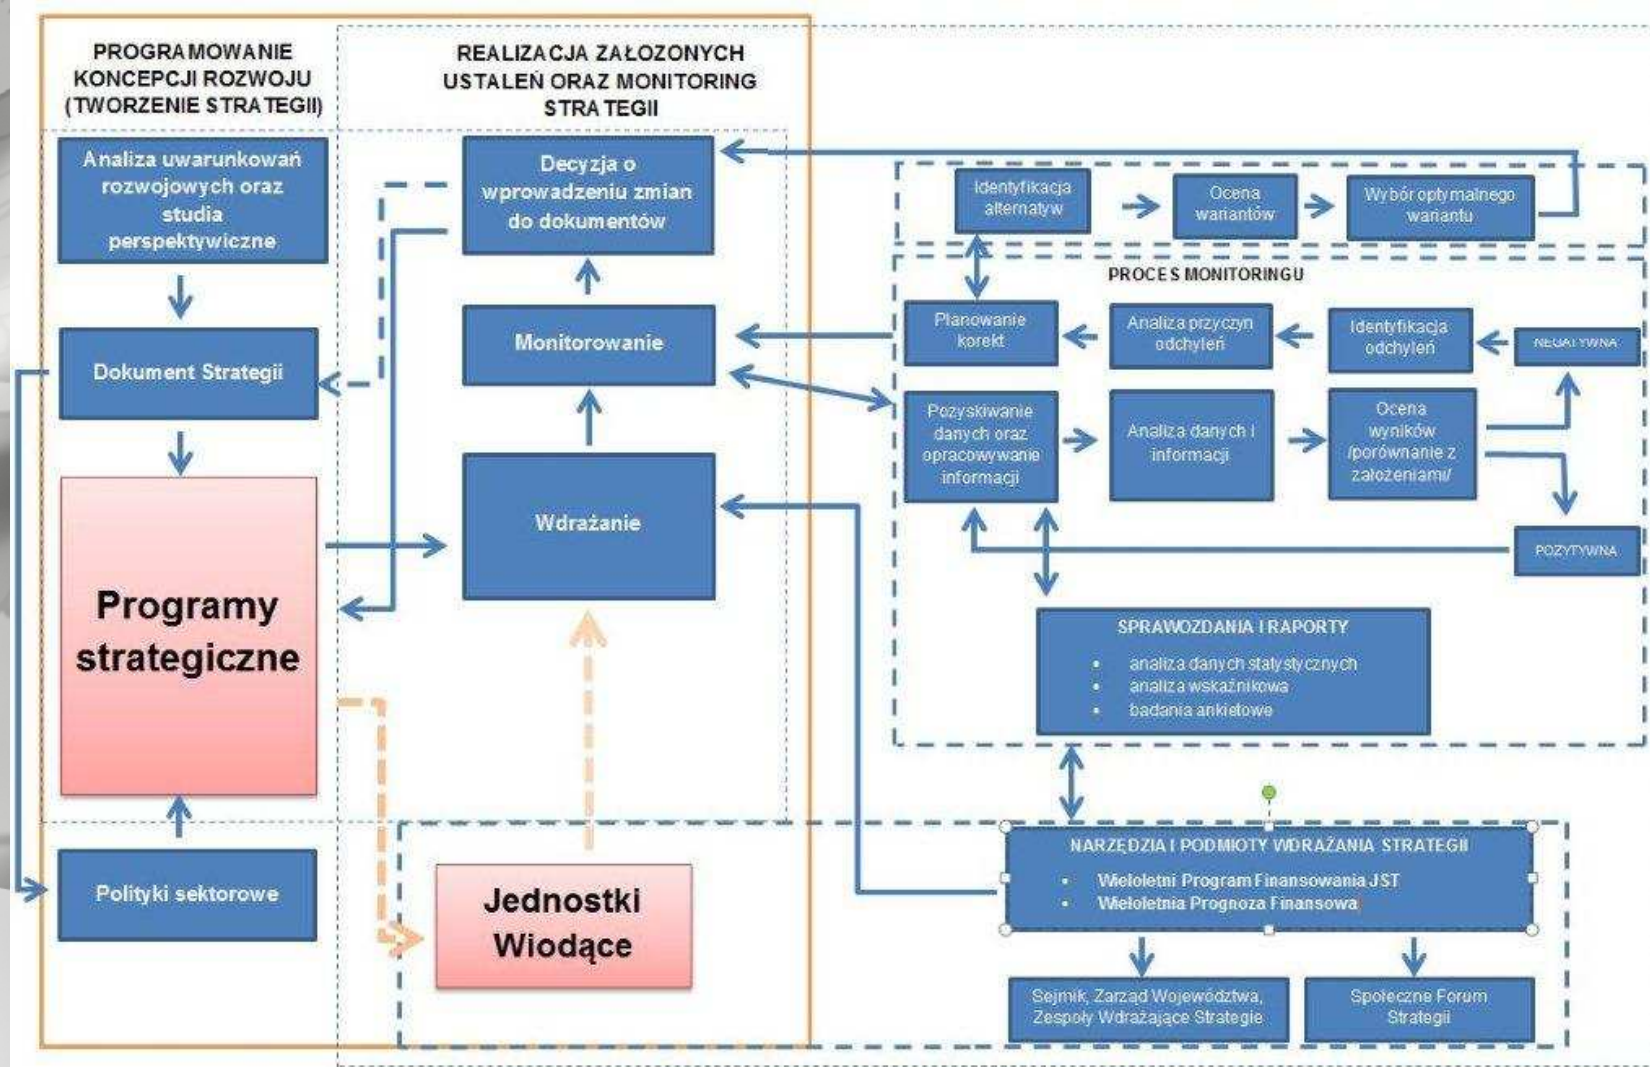 PROGRAMOWANIE
KONCEPCJI ROZWOJU
(TWORZENIE STRATEGII)
REALIZACJA ZAŁOZONYCH
USTALEŃ ORAZ MONITORING
STRATEGII
Analiza uwarunkowań
rozwojowych oraz
studia
perspektywiczne
Dokument Strategii
Programy
strategiczne
Polityki sektorowe
Decyzja o
wprowadzeniu zmian
do dokumentów
Monitorowanie
Wdrażanie
Jednostki
Wiodące
Identyfikacja
alternatyw
Ocena
wariantów
Wybór optymalnego
wariantu
PROCES MONITORINGU
Planowanie
korekt
Analiza przyczyn
odchyleń
Identyfikacja
odchyleń
NEGATYWNA
Pozyskiwanie
danych oraz
opracowywanie
informacji
Analiza danych i
informacji
Ocena
wyników
/porównanie z
założeniami/
POZYTYWNA
SPRAWOZDANIA I RAPORTY
• analiza danych statystycznych
• analiza wskaźnikowa
• badania ankietowe
NARZĘDZIA I PODMIOTY WDRAŻANIA STRATEGII
• Wieloletni Program Finansowania JST
• Wieloletnia Prognoza Finansowa
Sejmik, Zarząd Województwa,
Zespoły Wdrażające Strategie
Społeczne Forum
Strategii